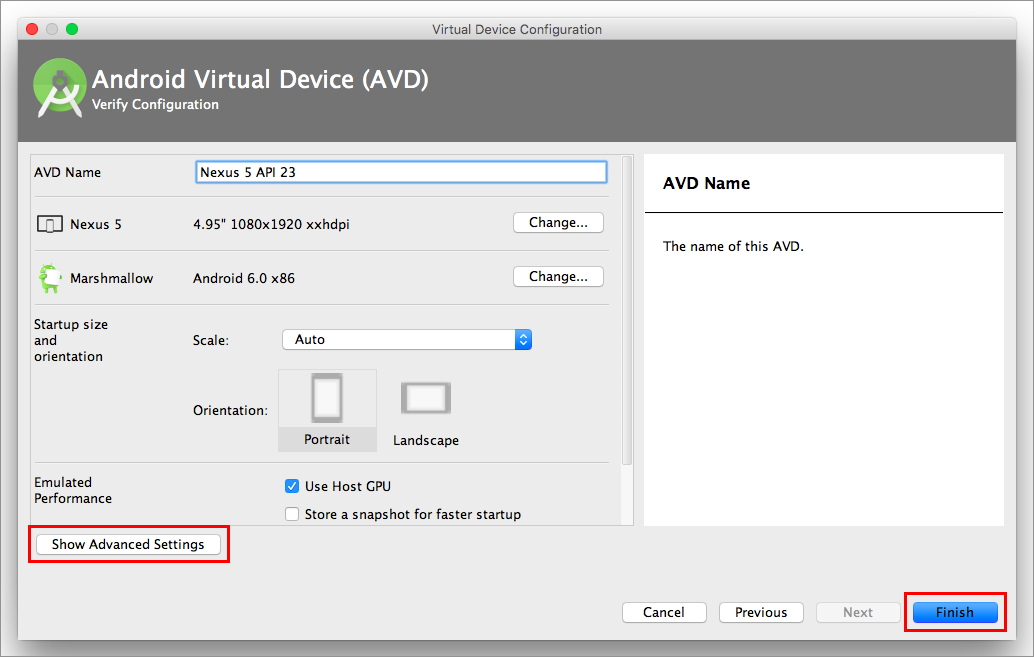 Virtual Device Configuration
Android Virtual Device (AVD)
Verify Configuration
AVD Name
Nexus 5 API 23
Nexus 5
4.95" 1080x1920 xxhdpi
Change...
Marshmallow
Android 6.0 x86
Change...
Startup size
and
orientation
Scale:
Auto
Orientation:
Portrait
Landscape
Emulated
Performance
Use Host GPU
Store a snapshot for faster startup
Show Advanced Settings
AVD Name
The name of this AVD.
Cancel
Previous
Next
Finish